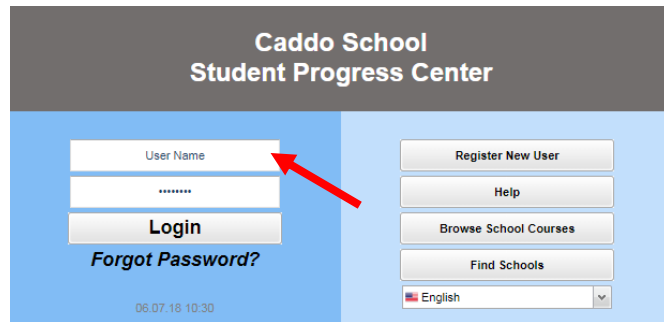 Caddo School
Student Progress Center
User Name
••••••••
Login
Forgot Password?
06.07.18 10:30
Register New User
Help
Browse School Courses
Find Schools
English